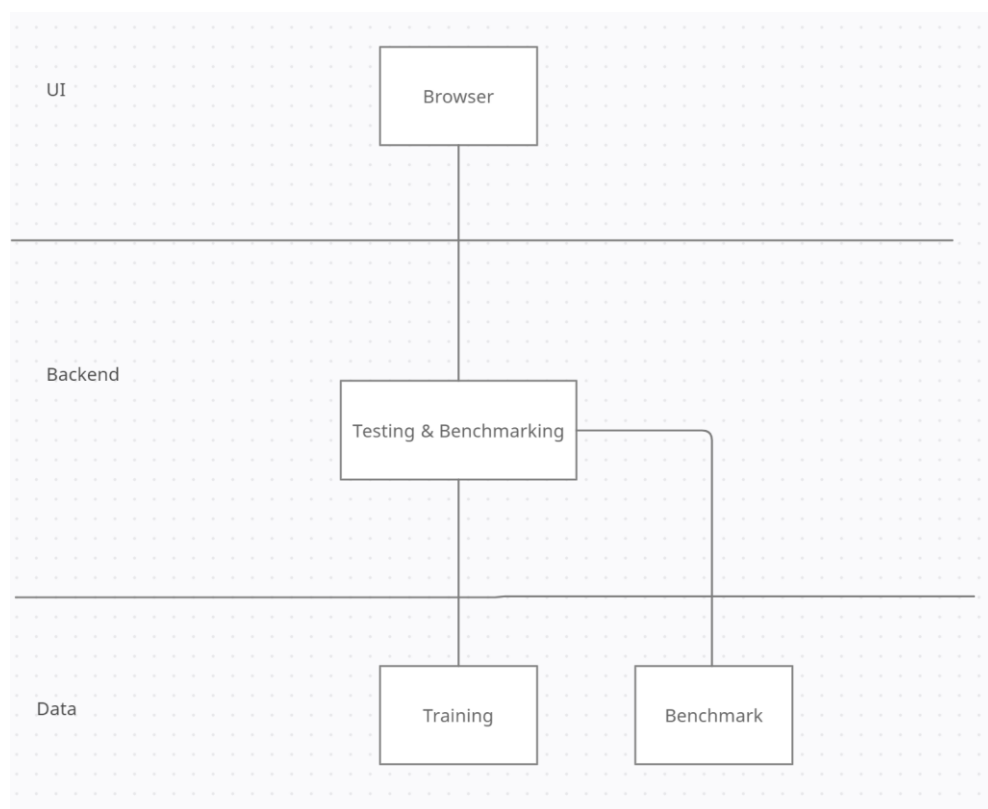 UI
Browser
Backend
Testing & Benchmarking
Data
Training
Benchmark